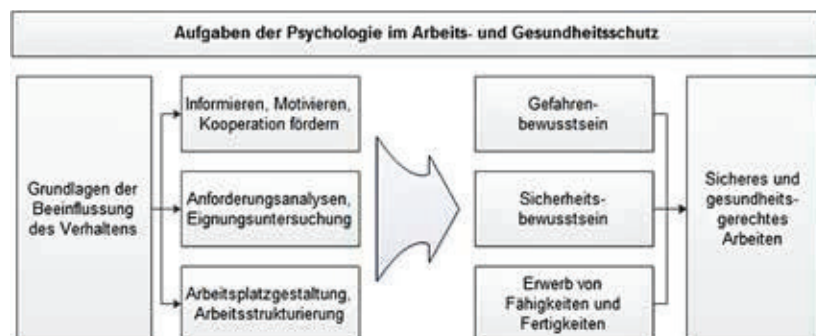 Aufgaben der Psychologie im Arbeits- und Gesundheitsschutz
Grundlagen der
Beeinflussung
des Verhaltens
Informieren, Motivieren,
Kooperation fördern
Anforderungsanalysen,
Eignungsuntersuchung
Arbeitsplatzgestaltung,
Arbeitsstrukturierung
Gefahren-
bewusstsein
Sicherheits-
bewusstsein
Erwerb von
Fähigkeiten und
Fertigkeiten
Sicheres und
gesundheits-
gerechtes
Arbeiten